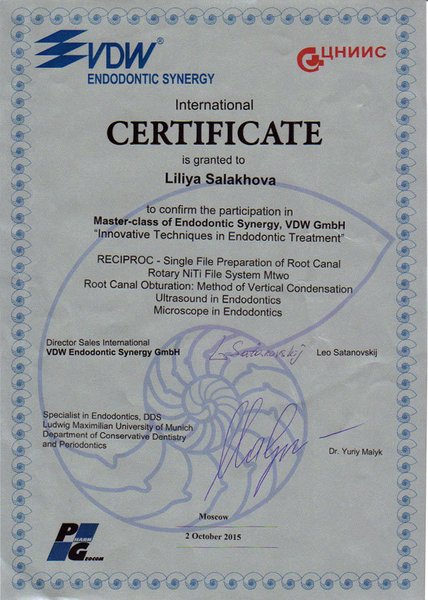 VDW®
ENDODONTIC SYNERGY
ЦНИИС
International
CERTIFICATE
is granted to
Liliya Salakhova
to confirm the participation in
Master-class of Endodontic Synergy, VDW GmbH
“Innovative Techniques in Endodontic Treatment”
RECIPROC - Single File Preparation of Root Canal
Rotary NiTi File System Mtwo
Root Canal Obturation: Method of Vertical Condensation
Ultrasound in Endodontics
Microscope in Endodontics
Director Sales International
VDW Endodontic Synergy GmbH
L. Satanovskij
Leo Satanovskij
Specialist in Endodontics, DDS
Ludwig Maximilian University of Munich
Department of Conservative Dentistry
and Periodontics
Malyk
Dr. Yuriy Malyk
Moscow
2 October 2015
PHARM
GEOCOM